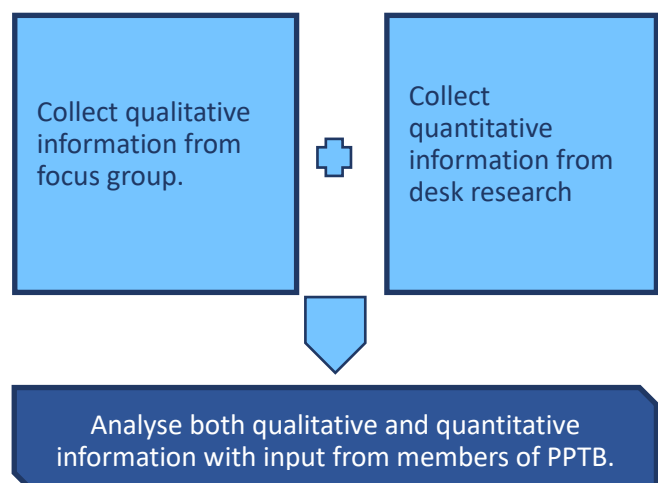 Collect qualitative
information from
focus group.
Collect
quantitative
information from
desk research
Analyse both qualitative and quantitative
information with input from members of PPTB.